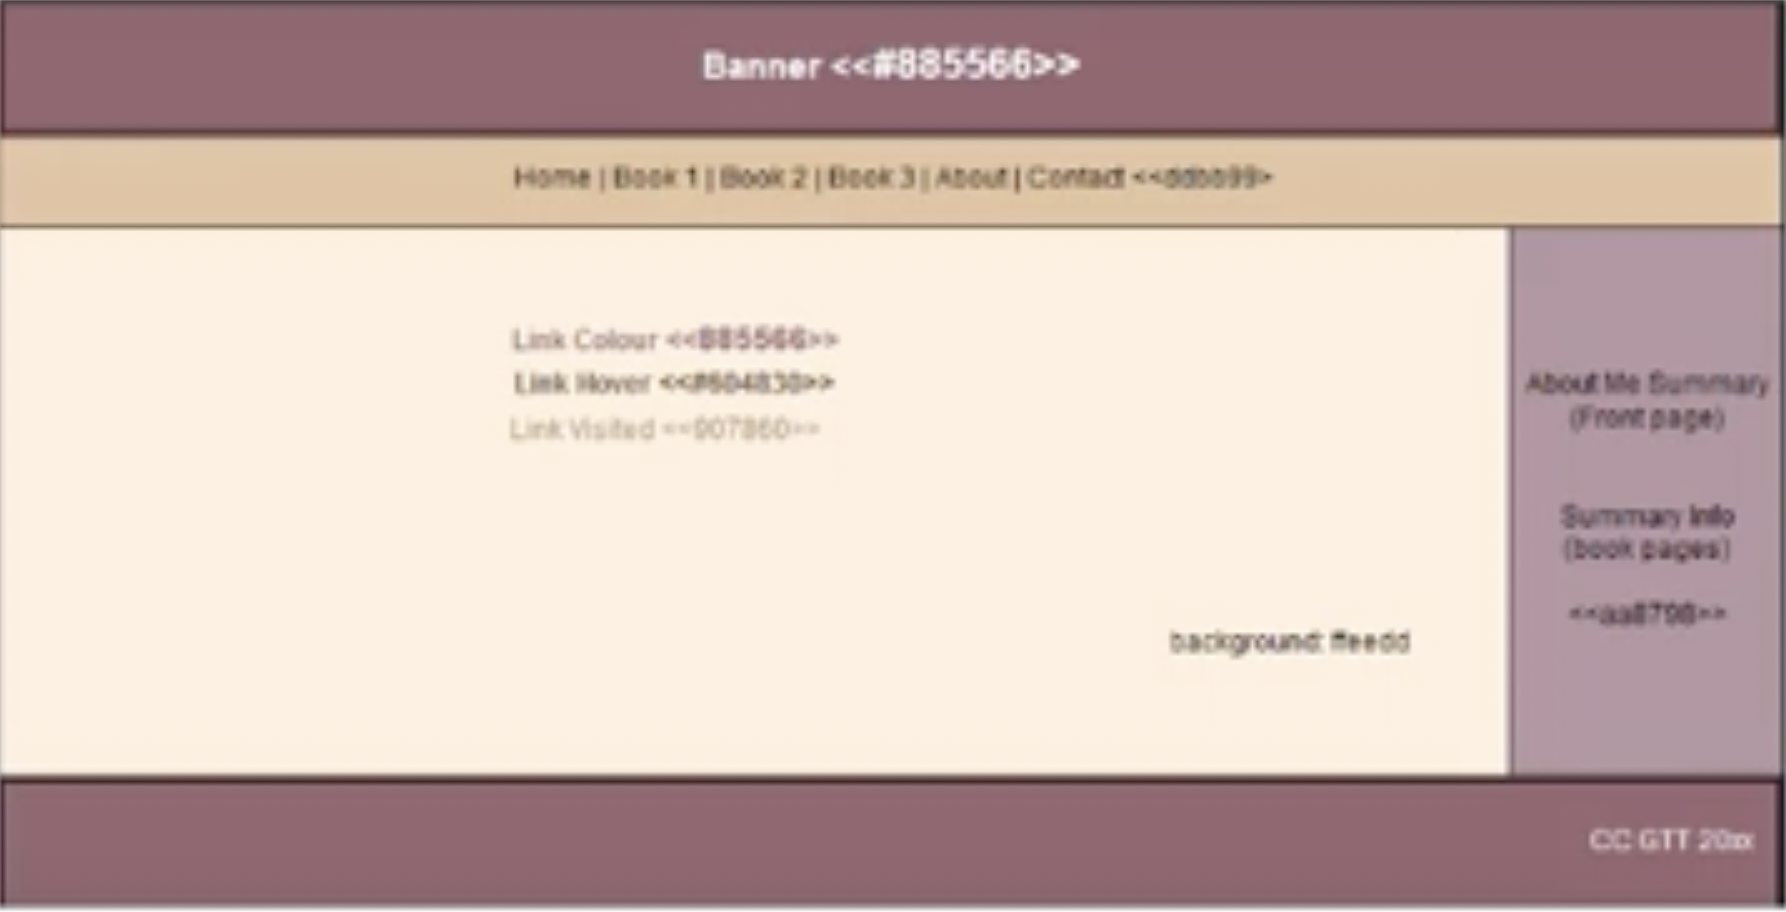 Banner <<#885566>>
Home | Book 1 | Book 2 | Book 3 | About | Contact <<ddbb99>
Link Colour <<885566>>
Link Hover <<#604830>>
Link Visited <<907860>>
About Me Summary
(Front page)
Summary Info
(book pages)
<<aa8798>>
background: ffeedd
CC GTT 20xx